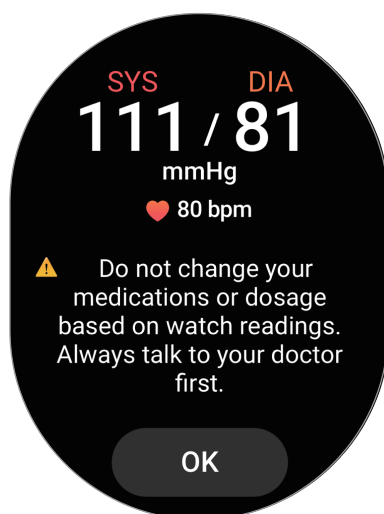 SYS DIA
111 / 81
mmHg
80 bpm
Do not change your
medications or dosage
based on watch readings.
Always talk to your doctor
first.
OK